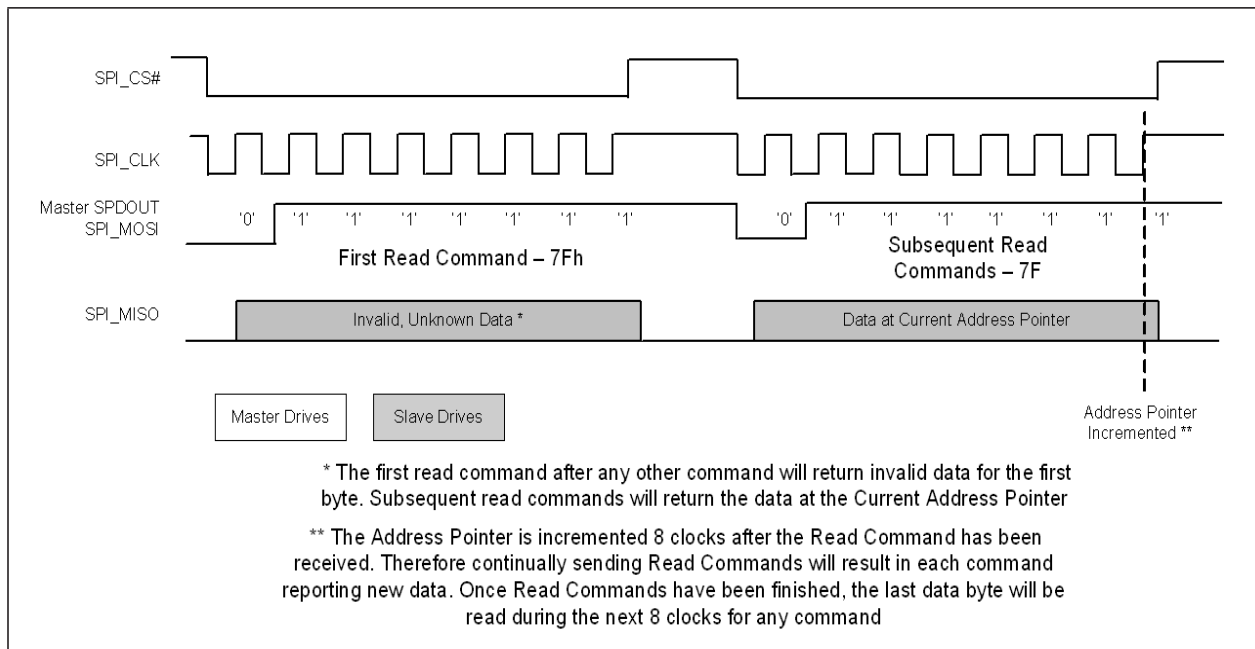 SPI_CS#
SPI_CLK
Master SPDOUT
SPI_MOSI
'0' '1' '1' '1' '1' '1' '1' '1' '0' '1' '1' '1' '1' '1' '1' '1'
First Read Command – 7Fh
Subsequent Read
Commands – 7F
SPI_MISO
Invalid, Unknown Data *
Data at Current Address Pointer
Master Drives
Slave Drives
Address Pointer
Incremented **
* The first read command after any other command will return invalid data for the first
byte. Subsequent read commands will return the data at the Current Address Pointer
** The Address Pointer is incremented 8 clocks after the Read Command has been
received. Therefore continually sending Read Commands will result in each command
reporting new data. Once Read Commands have been finished, the last data byte will be
read during the next 8 clocks for any command